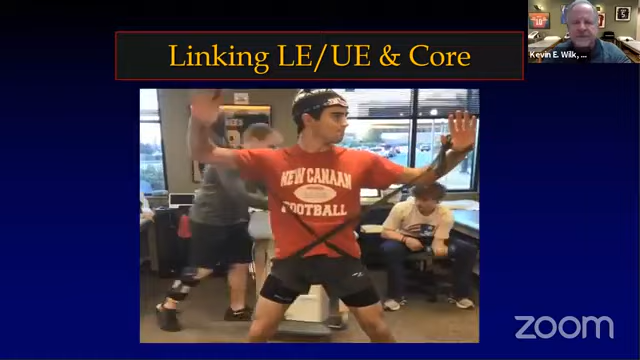 Linking LE/UE & Core
Kevin E. Wilk, ...
NEW CANAAN
FOOTBALL
zoom